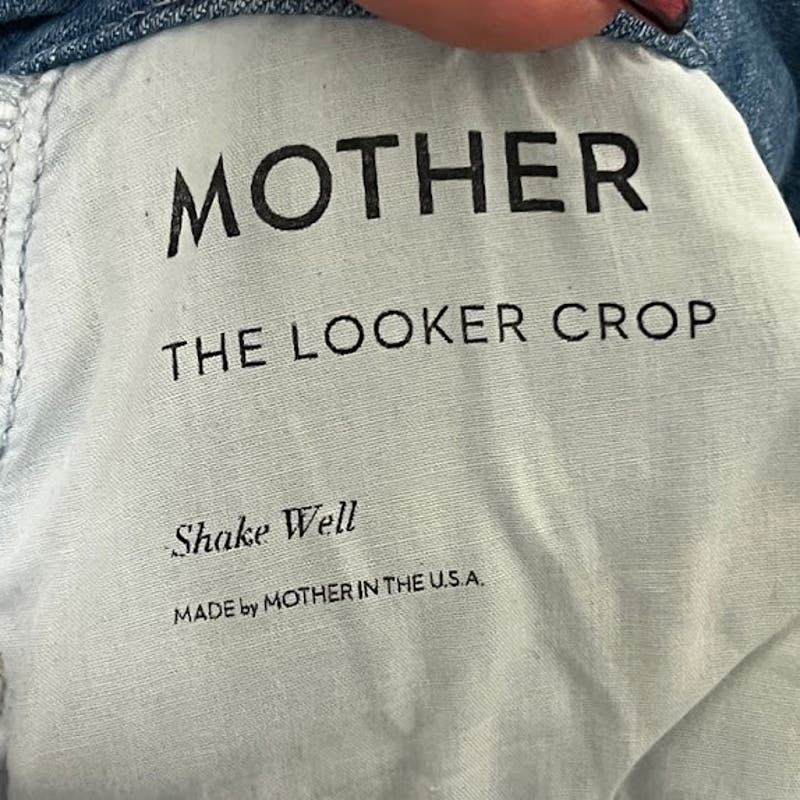 MOTHER
THE LOOKER CROP
Shake Well
MADE by MOTHER IN THE U.S.A.